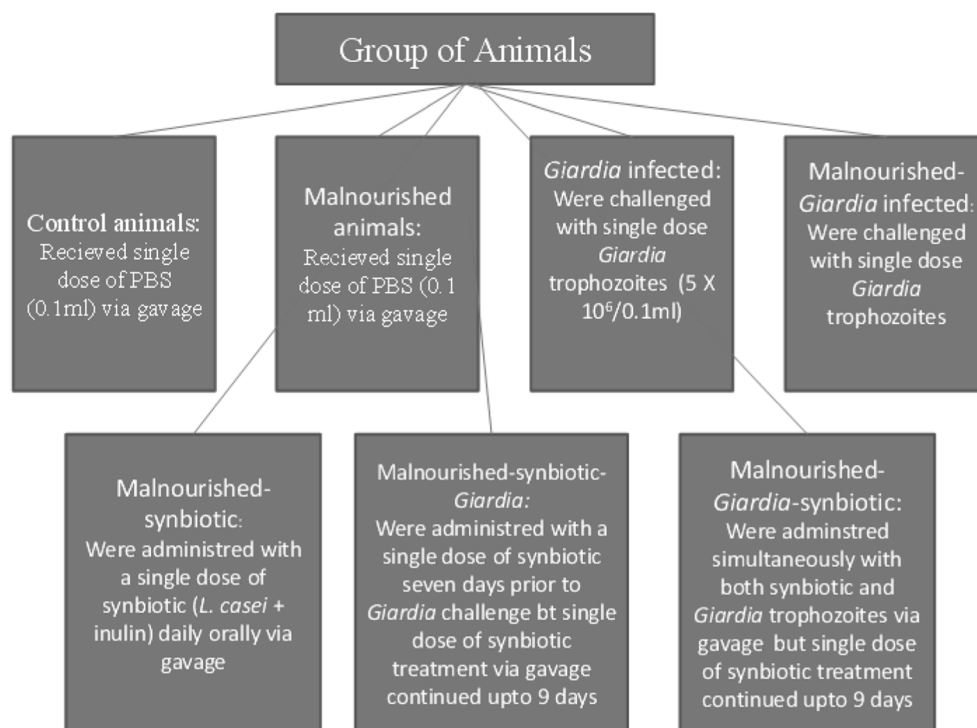 Group of Animals
Control animals:
Recieved single
dose of PBS
(0.1ml) via gavage
Malnourished
animals:
Recieved single
dose of PBS (0.1
ml) via gavage
Giardia infected:
Were challenged
with single dose
Giardia
trophozoites (5 X
10⁶/0.1ml)
Malnourished-
Giardia infected:
Were challenged
with single dose
Giardia
trophozoites
Malnourished-
synbiotic:
Were administred with
a single dose of
synbiotic (L. casei +
inulin) daily orally via
gavage
Malnourished-synbiotic-
Giardia:
Were administred with a
single dose of synbiotic
seven days prior to
Giardia challenge bt single
dose of synbiotic
treatment via gavage
continued upto 9 days
Malnourished-
Giardia-synbiotic:
Were adminstred
simultaneously with
both synbiotic and
Giardia trophozoites via
gavage but single dose
of synbiotic treatment
continued upto 9 days